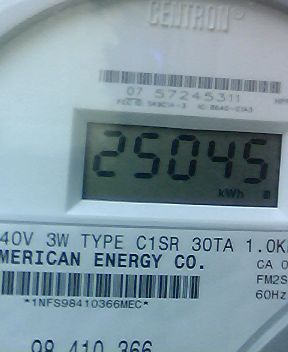 CENTRON®
07 57245311
25045
kWh
40V 3W TYPE C1SR 30TA 1.0K
MERICAN ENERGY CO.
CA 0
FM2S
60Hz
*1NFS98410366MEC*
98 410 366